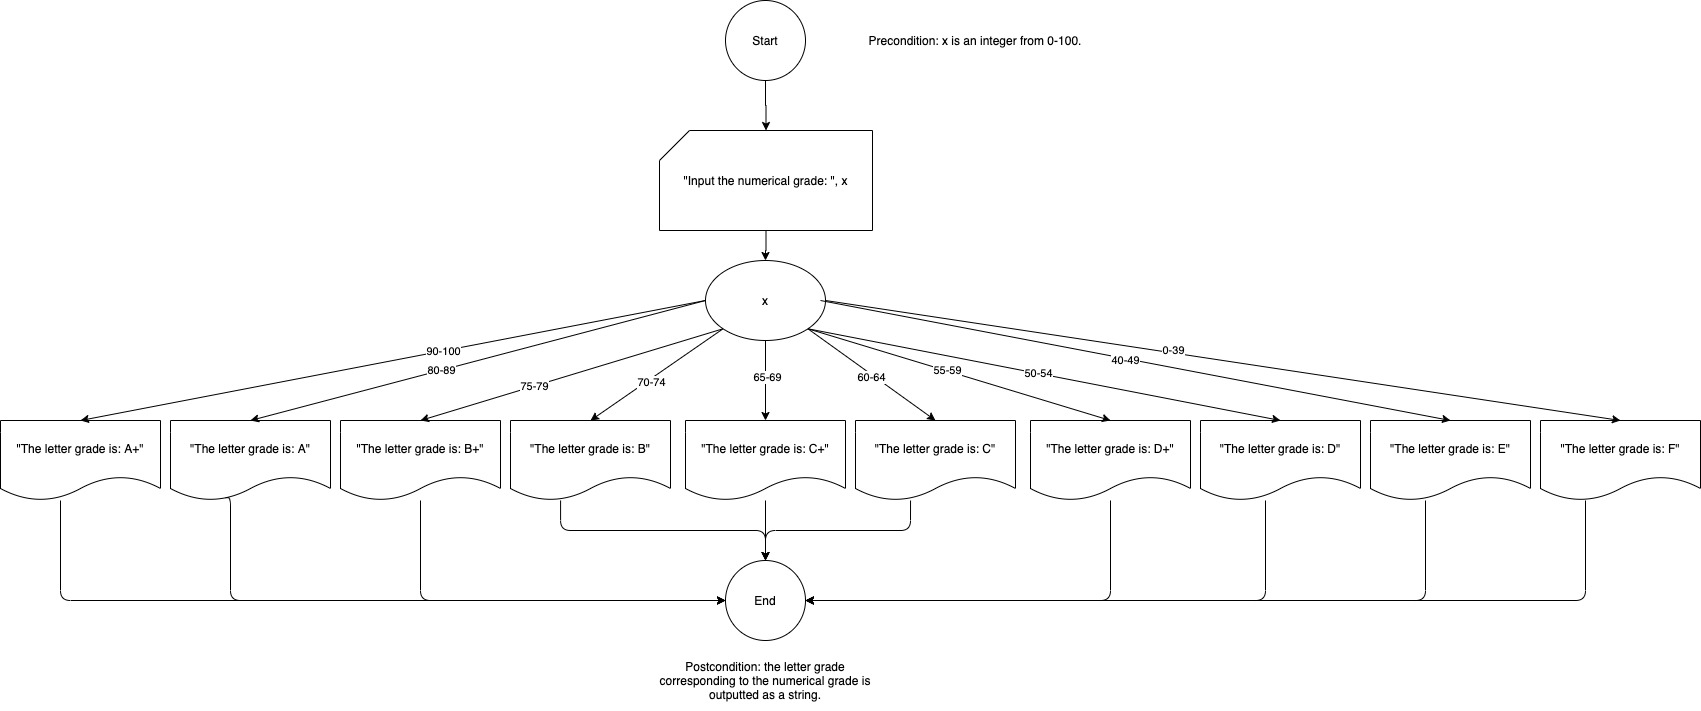 Start
Precondition: x is an integer from 0-100.
"Input the numerical grade: ", x
x
90-100
80-89
75-79
70-74
65-69
60-64
55-59
50-54
40-49
0-39
"The letter grade is: A+"
"The letter grade is: A"
"The letter grade is: B+"
"The letter grade is: B"
"The letter grade is: C+"
"The letter grade is: C"
"The letter grade is: D+"
"The letter grade is: D"
"The letter grade is: E"
"The letter grade is: F"
End
Postcondition: the letter grade
corresponding to the numerical grade is
outputted as a string.